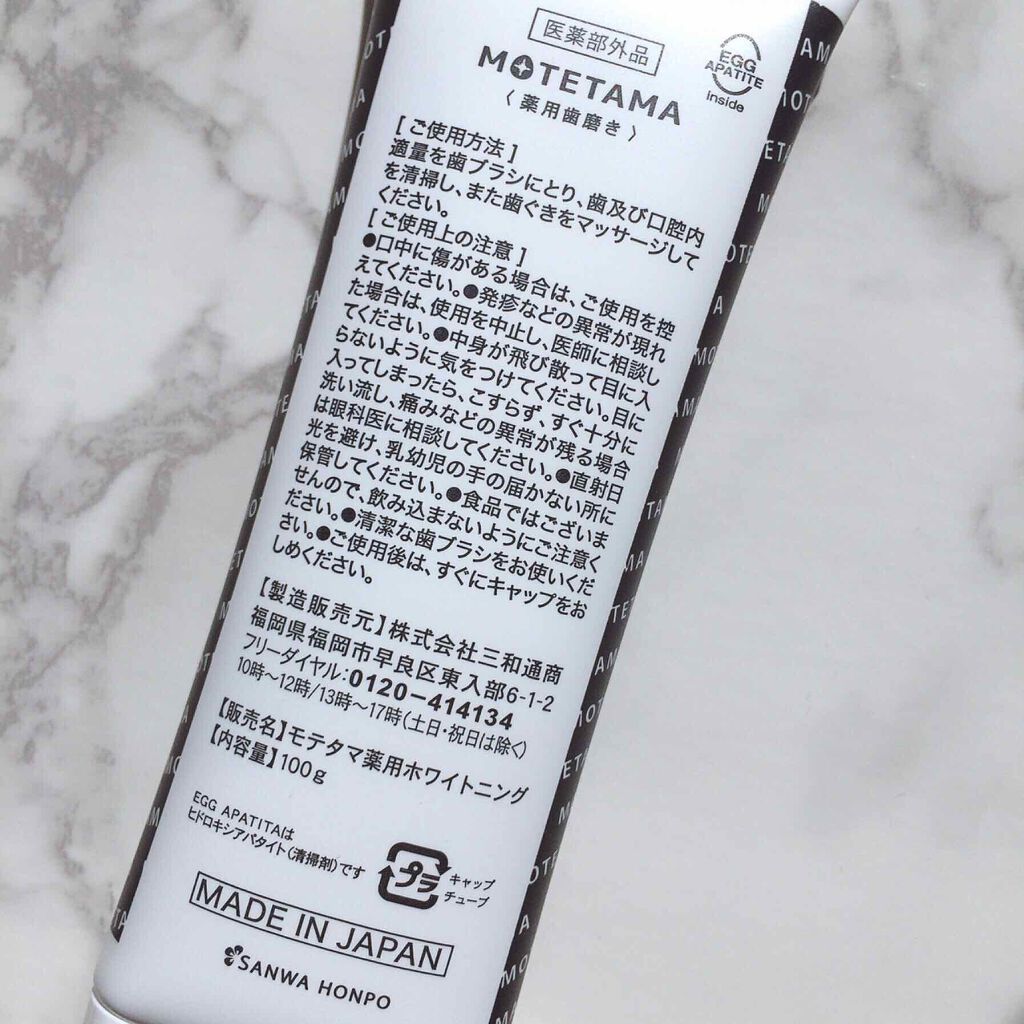 医薬部外品
EGG
APATITE
Inside
MOTETAMA
〈薬用歯磨き〉
[ご使用方法]
適量を歯ブラシにとり、歯及び口腔内
を清掃し、また歯ぐきをマッサージして
ください。
[ご使用上の注意]
●口中に傷がある場合は、ご使用を控
えてください。●発疹などの異常が現れ
た場合は、使用を中止し、医師に相談し
てください。●中身が飛び散って目に入
らないように気をつけてください。目に
入ってしまったら、こすらず、すぐ十分に
洗い流し、痛みなどの異常が残る場合
は眼科医に相談してください。●直射日
光を避け、乳幼児の手の届かない所に
保管してください。●食品ではございま
せんので、飲み込まないようにご注意く
ださい。●清潔な歯ブラシをお使いくだ
さい。●ご使用後は、すぐにキャップをお
しめください。
【製造販売元】株式会社三和通商
福岡県福岡市早良区東入部6-1-2
フリーダイヤル:0120−414134
10時〜12時/13時〜17時(土日・祝日は除く)
【販売名】モテタマ薬用ホワイトニング
【内容量】100g
EGG APATITAは
ヒドロキシアパタイト(清掃剤)です
プラ
キャップ
チューブ
MADE IN JAPAN
SANWA HONPO